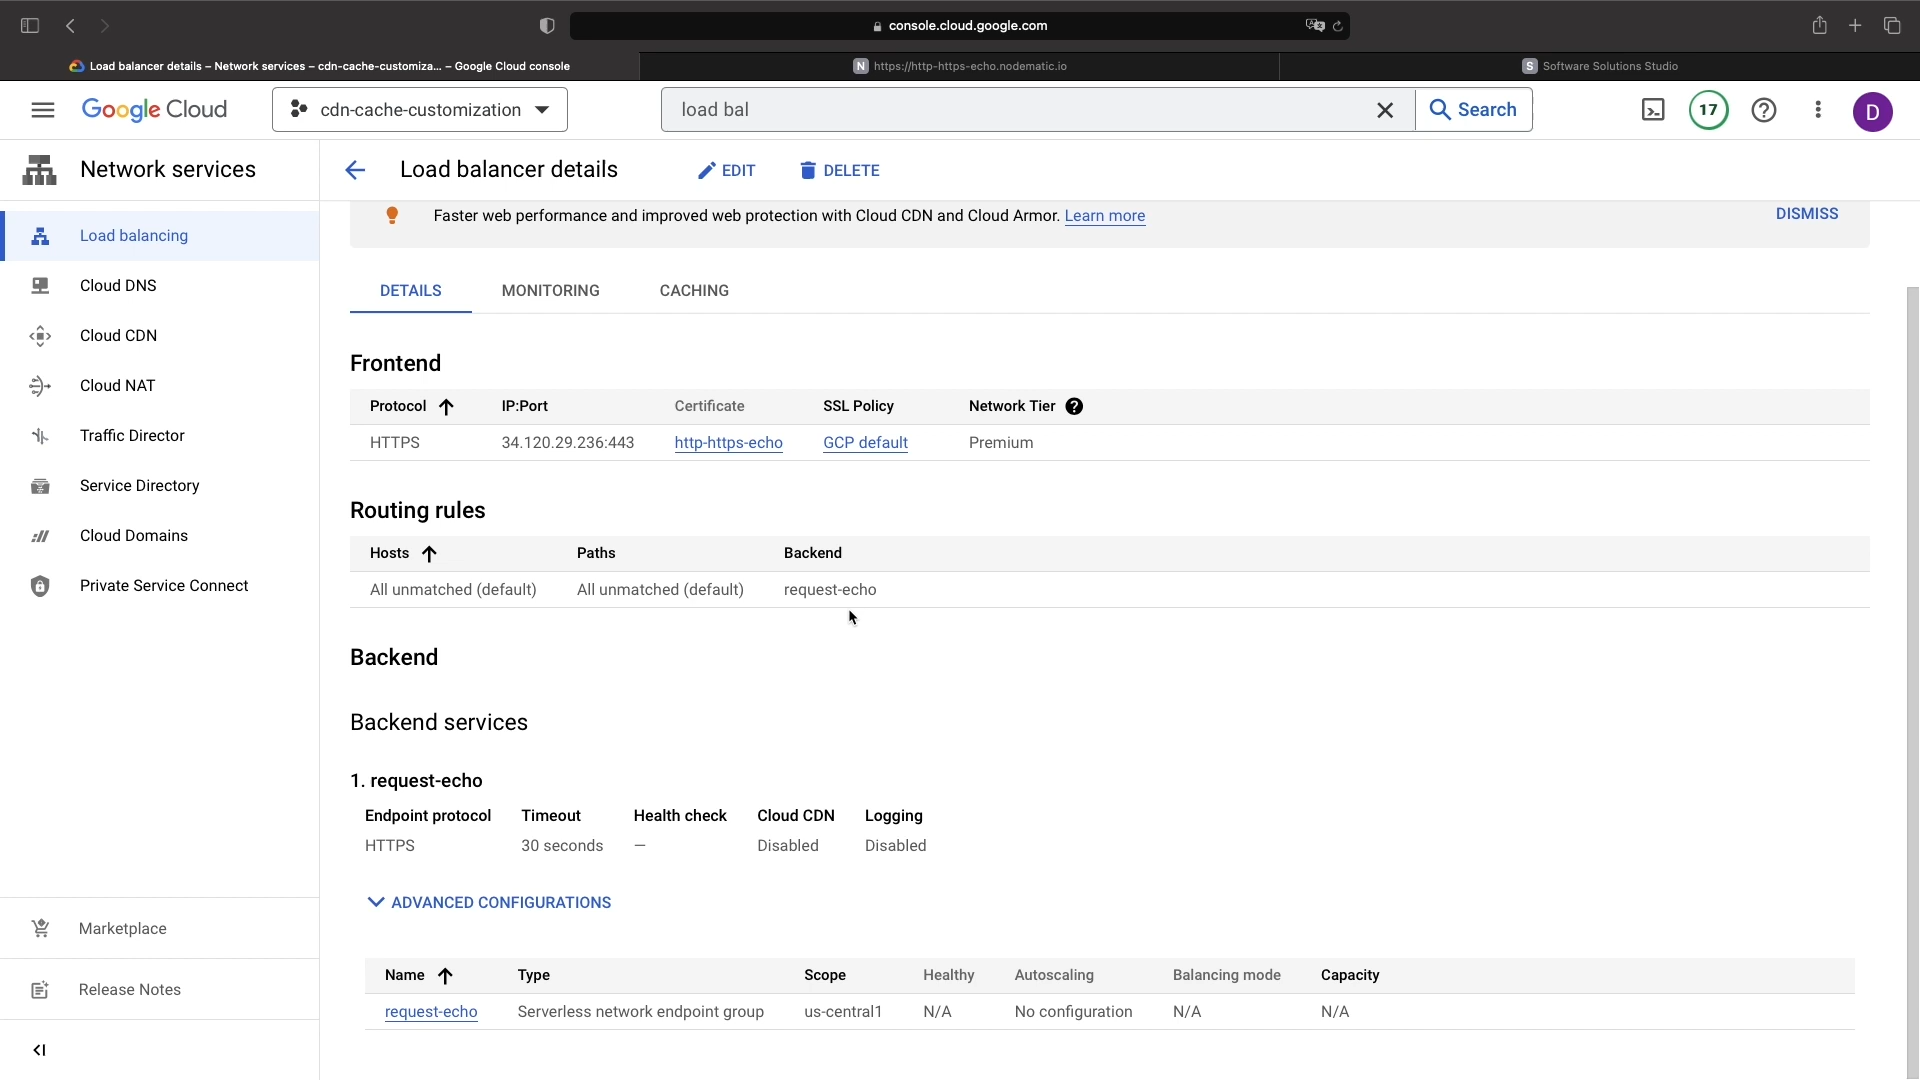 console.cloud.google.com
Load balancer details – Network services – cdn-cache-customiza... – Google Cloud console
N https://http-https-echo.nodematic.io
S Software Solutions Studio
Google Cloud
cdn-cache-customization
load bal
Search
17
D
Network services
Load balancer details
EDIT
DELETE
Load balancing
Cloud DNS
Cloud CDN
Cloud NAT
Traffic Director
Service Directory
Cloud Domains
Private Service Connect
Marketplace
Release Notes
Faster web performance and improved web protection with Cloud CDN and Cloud Armor. Learn more
DISMISS
DETAILS MONITORING CACHING
Frontend
Protocol IP:Port Certificate SSL Policy Network Tier
HTTPS 34.120.29.236:443 http-https-echo GCP default Premium
Routing rules
Hosts Paths Backend
All unmatched (default) All unmatched (default) request-echo
Backend
Backend services
1. request-echo
Endpoint protocol Timeout Health check Cloud CDN Logging
HTTPS 30 seconds — Disabled Disabled
ADVANCED CONFIGURATIONS
Name Type Scope Healthy Autoscaling Balancing mode Capacity
request-echo Serverless network endpoint group us-central1 N/A No configuration N/A N/A